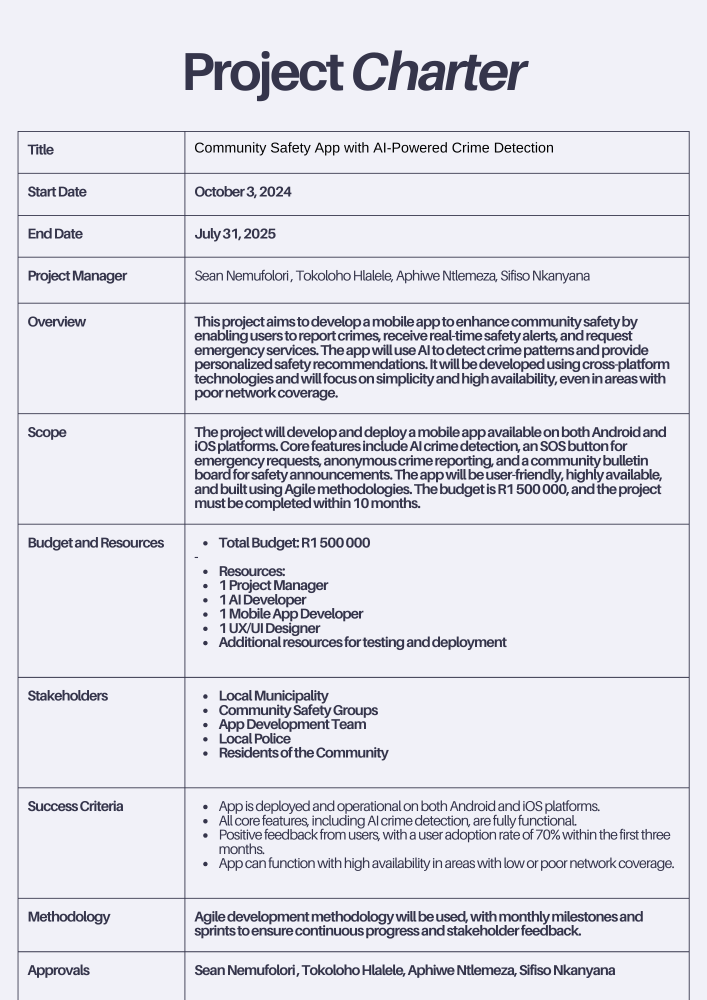 Project Charter
Title
Community Safety App with AI-Powered Crime Detection
Start Date
October 3, 2024
End Date
July 31, 2025
Project Manager
Sean Nemufolori , Tokoloho Hlalele, Aphiwe Ntlemeza, Sifiso Nkanyana
Overview
This project aims to develop a mobile app to enhance community safety by
enabling users to report crimes, receive real-time safety alerts, and request
emergency services. The app will use AI to detect crime patterns and provide
personalized safety recommendations. It will be developed using cross-platform
technologies and will focus on simplicity and high availability, even in areas with
poor network coverage.
Scope
The project will develop and deploy a mobile app available on both Android and
iOS platforms. Core features include AI crime detection, an SOS button for
emergency requests, anonymous crime reporting, and a community bulletin
board for safety announcements. The app will be user-friendly, highly available,
and built using Agile methodologies. The budget is R1 500 000, and the project
must be completed within 10 months.
Budget and Resources
• Total Budget: R1 500 000
-
• Resources:
• 1 Project Manager
• 1 AI Developer
• 1 Mobile App Developer
• 1 UX/UI Designer
• Additional resources for testing and deployment
Stakeholders
• Local Municipality
• Community Safety Groups
• App Development Team
• Local Police
• Residents of the Community
Success Criteria
• App is deployed and operational on both Android and iOS platforms.
• All core features, including AI crime detection, are fully functional.
• Positive feedback from users, with a user adoption rate of 70% within the first three
months.
• App can function with high availability in areas with low or poor network coverage.
Methodology
Agile development methodology will be used, with monthly milestones and
sprints to ensure continuous progress and stakeholder feedback.
Approvals
Sean Nemufolori , Tokoloho Hlalele, Aphiwe Ntlemeza, Sifiso Nkanyana